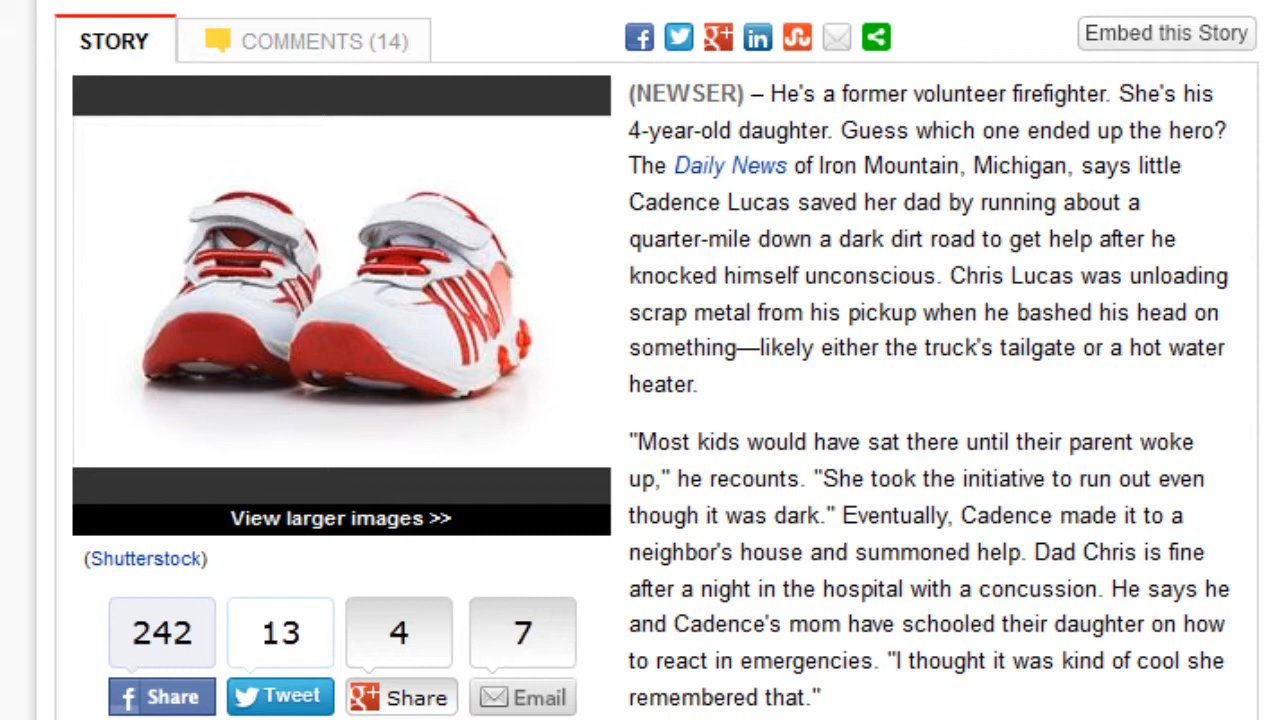 STORY
COMMENTS (14)
Embed this Story
View larger images >>
(Shutterstock)
242 13 4 7
f Share Tweet g+ Share Email
(NEWSER) – He's a former volunteer firefighter. She's his
4-year-old daughter. Guess which one ended up the hero?
The Daily News of Iron Mountain, Michigan, says little
Cadence Lucas saved her dad by running about a
quarter-mile down a dark dirt road to get help after he
knocked himself unconscious. Chris Lucas was unloading
scrap metal from his pickup when he bashed his head on
something—likely either the truck's tailgate or a hot water
heater.
"Most kids would have sat there until their parent woke
up," he recounts. "She took the initiative to run out even
though it was dark." Eventually, Cadence made it to a
neighbor's house and summoned help. Dad Chris is fine
after a night in the hospital with a concussion. He says he
and Cadence's mom have schooled their daughter on how
to react in emergencies. "I thought it was kind of cool she
remembered that."